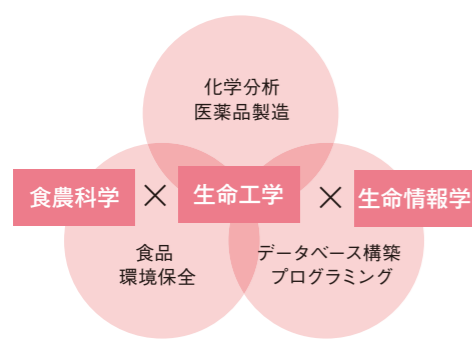 化学分析
医薬品製造
食農科学 × 生命工学 × 生命情報学
食品
環境保全
データベース構築
プログラミング